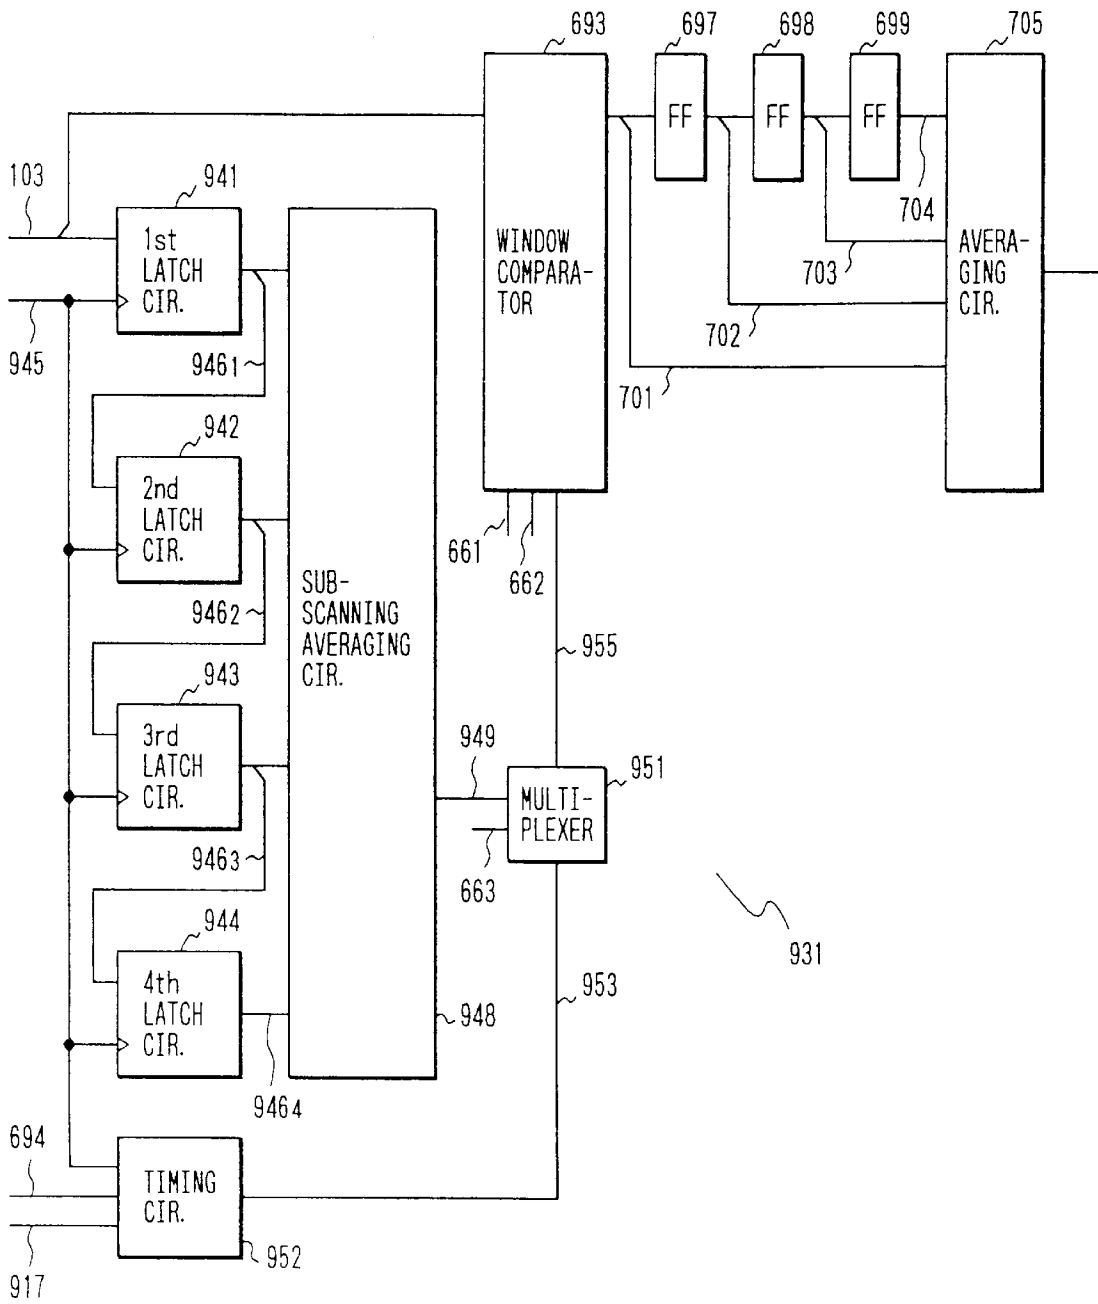 693
697
698
699
705
FF
FF
FF
103
941
1st
LATCH
CIR.
704
WINDOW
COMPARA-
TOR
AVERA-
GING
CIR.
703
702
701
945
9461
942
2nd
LATCH
CIR.
661
662
SUB-
SCANNING
AVERAGING
CIR.
9462
955
943
3rd
LATCH
CIR.
949
951
MULTI-
PLEXER
663
9463
944
4th
LATCH
CIR.
931
953
948
9464
694
TIMING
CIR.
952
917